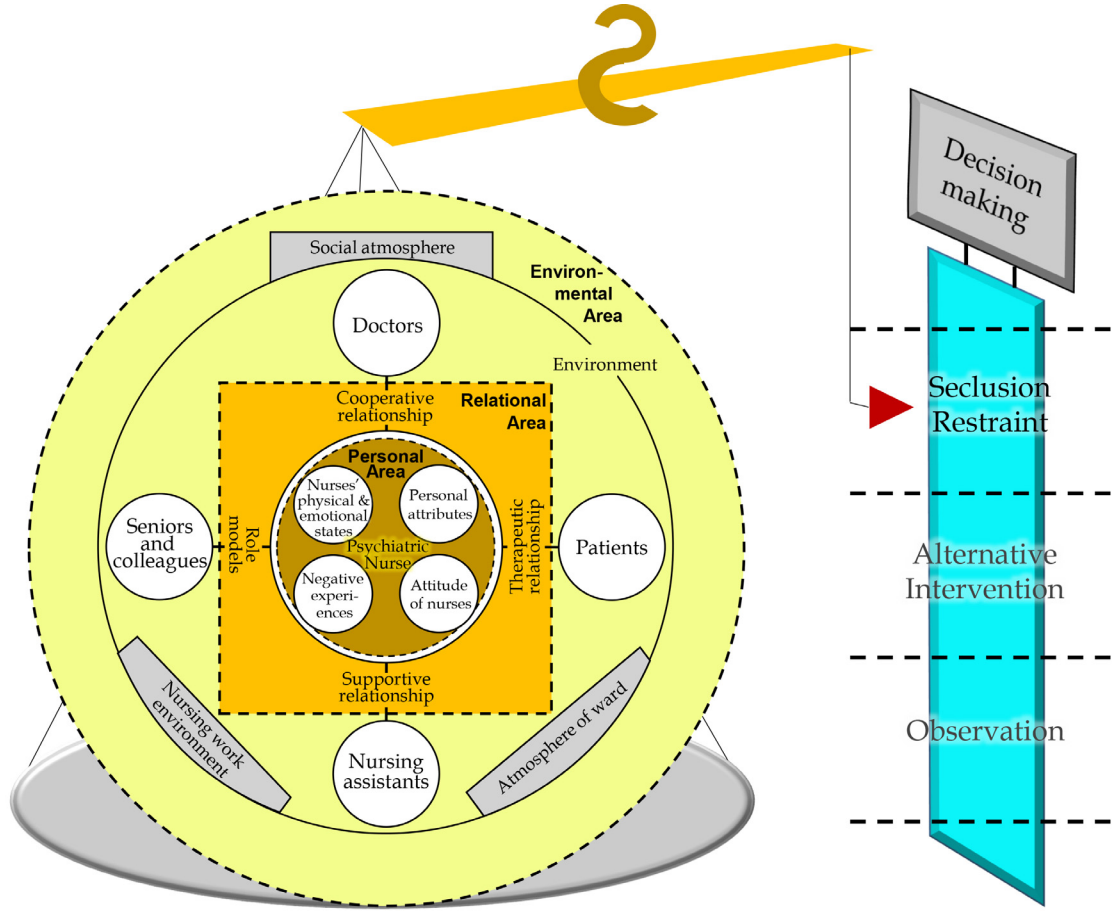 Decision
making
Social atmosphere
Environ-
mental
Area
Doctors
Environment
Cooperative
relationship
Relational
Area
Personal
Area
Nurses'
physical &
emotional
states
Personal
attributes
Seniors
and
colleagues
Role
models
Psychiatric
Nurse
Therapeutic
relationship
Patients
Negative
experi-
ences
Attitude
of nurses
Supportive
relationship
Nursing work
environment
Nursing
assistants
Atmosphere of ward
Seclusion
Restraint
Alternative
Intervention
Observation